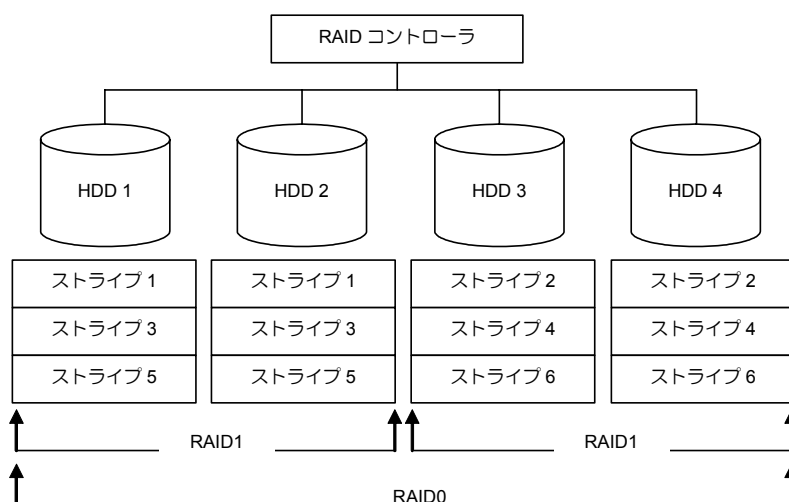 RAID コントローラ
HDD 1
HDD 2
HDD 3
HDD 4
ストライプ 1
ストライプ 1
ストライプ 2
ストライプ 2
ストライプ 3
ストライプ 3
ストライプ 4
ストライプ 4
ストライプ 5
ストライプ 5
ストライプ 6
ストライプ 6
RAID1
RAID1
RAID0